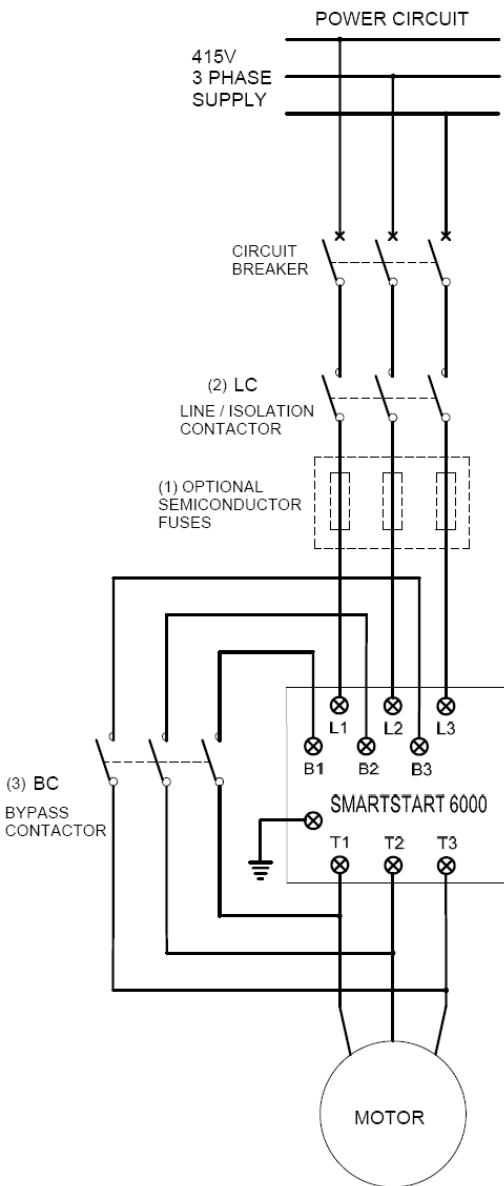 POWER CIRCUIT
415V
3 PHASE
SUPPLY
CIRCUIT
BREAKER
(2) LC
LINE / ISOLATION
CONTACTOR
(1) OPTIONAL
SEMICONDUCTOR
FUSES
L1 L2 L3
B1 B2 B3
(3) BC
BYPASS
CONTACTOR
SMARTSTART 6000
T1 T2 T3
MOTOR